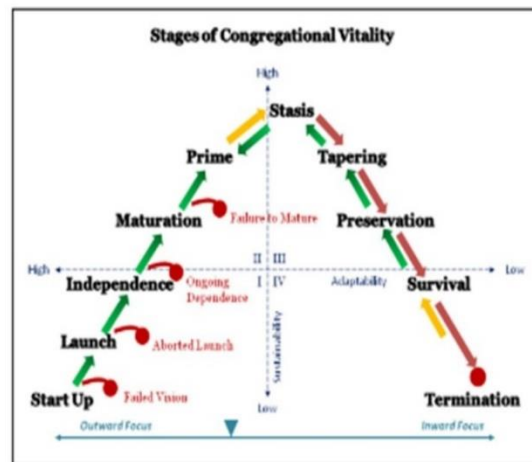 Stages of Congregational Vitality
High
Stasis
Prime
Tapering
Maturation
Failure to Mature
Preservation
II III
High
Low
I IV
Adaptability
Independence
Ongoing
Dependence
Survival
Sustainability
Launch
Aborted Launch
Start Up
Failed Vision
Low
Termination
Outward Focus
Inward Focus